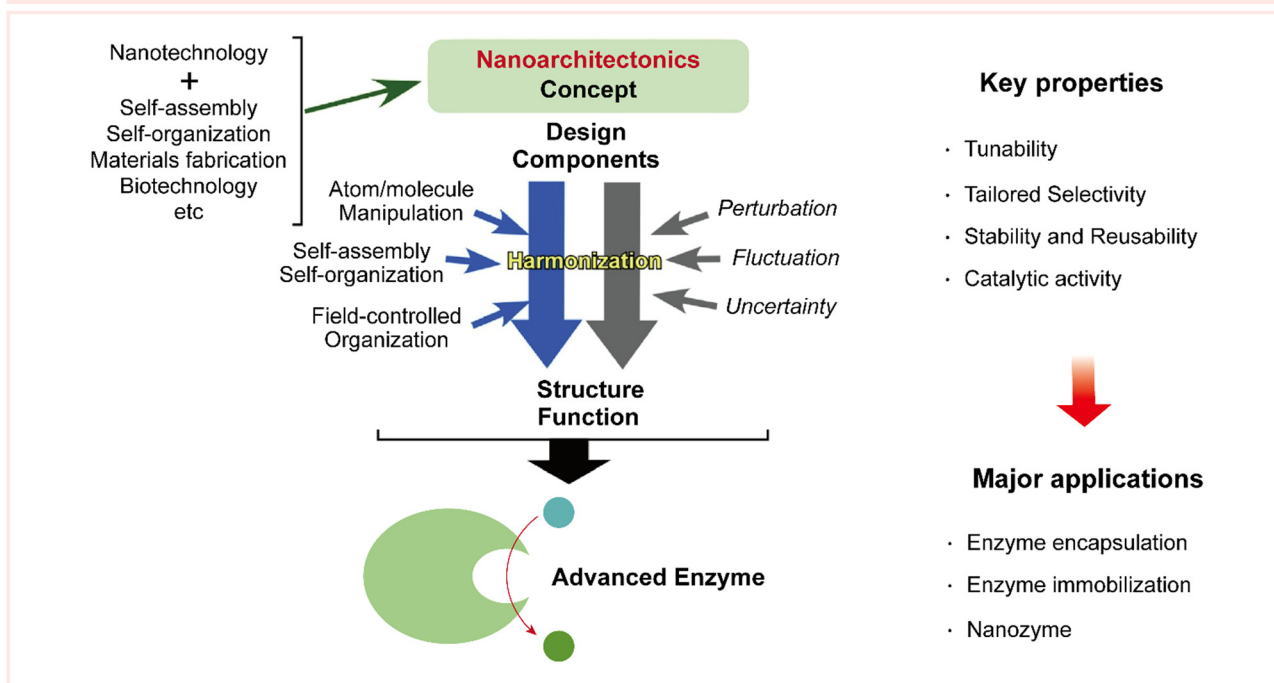 Nanotechnology
+
Self-assembly
Self-organization
Materials fabrication
Biotechnology
etc
Nanoarchitectonics
Concept
Design
Components
Atom/molecule
Manipulation
Self-assembly
Self-organization
Field-controlled
Organization
Harmonization
Perturbation
Fluctuation
Uncertainty
Structure
Function
Advanced Enzyme
Key properties
· Tunability
· Tailored Selectivity
· Stability and Reusability
· Catalytic activity
Major applications
· Enzyme encapsulation
· Enzyme immobilization
· Nanozyme